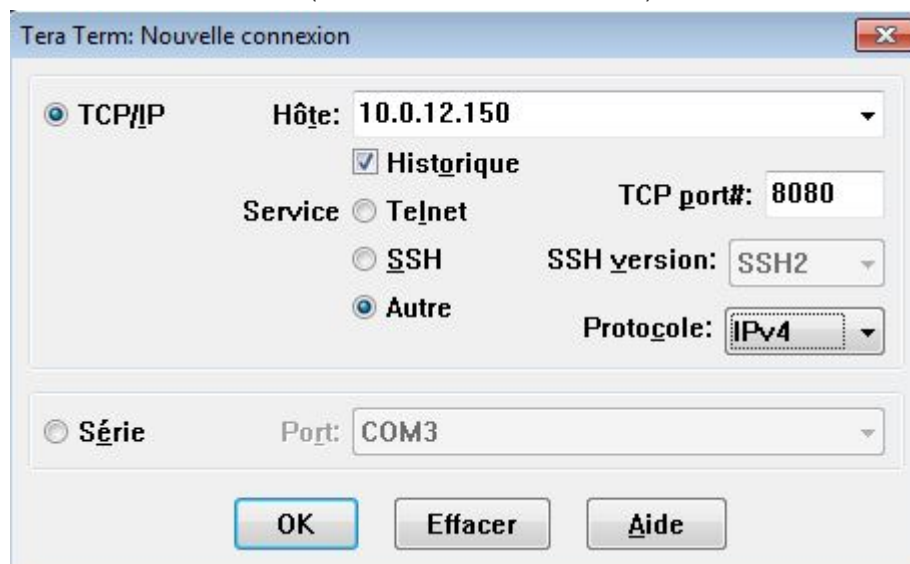 Tera Term: Nouvelle connexion
TCP/IP Hôte: 10.0.12.150
Historique
TCP port#: 8080
Service Telnet
SSH SSH version: SSH2
Autre
Protocole: IPv4
Série Port: COM3
OK Effacer Aide